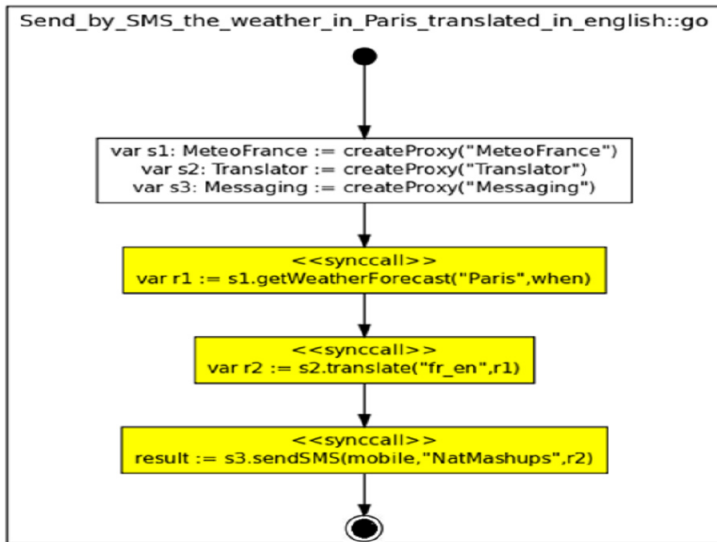 Send_by_SMS_the_weather_in_Paris_translated_in_english::go
var s1: MeteoFrance := createProxy("MeteoFrance")
var s2: Translator := createProxy("Translator")
var s3: Messaging := createProxy("Messaging")
<<synccall>>
var r1 := s1.getWeatherForecast("Paris",when)
<<synccall>>
var r2 := s2.translate("fr_en",r1)
<<synccall>>
result := s3.sendSMS(mobile,"NatMashups",r2)